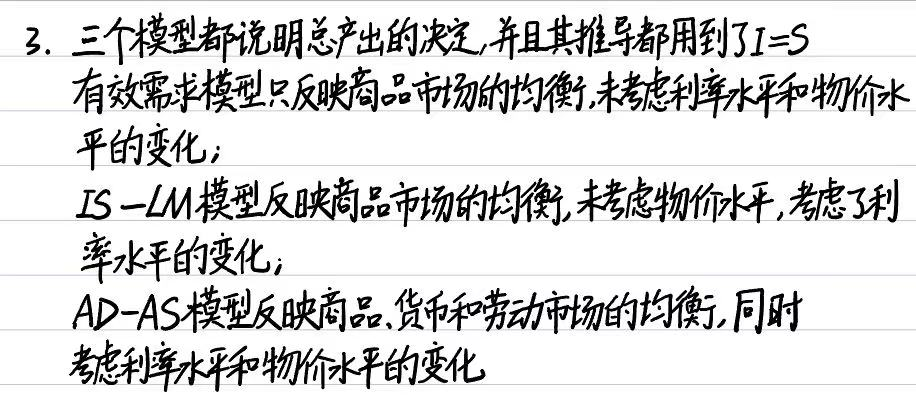 3. 三个模型都说明总产出的决定,并且其推导都用到了I=S
有效需求模型只反映商品市场的均衡,未考虑利率水平和物价水
平的变化;
IS-LM模型反映商品市场的均衡,未考虑物价水平,考虑了利
率水平的变化;
AD-AS模型反映商品、货币和劳动市场的均衡,同时
考虑利率水平和物价水平的变化